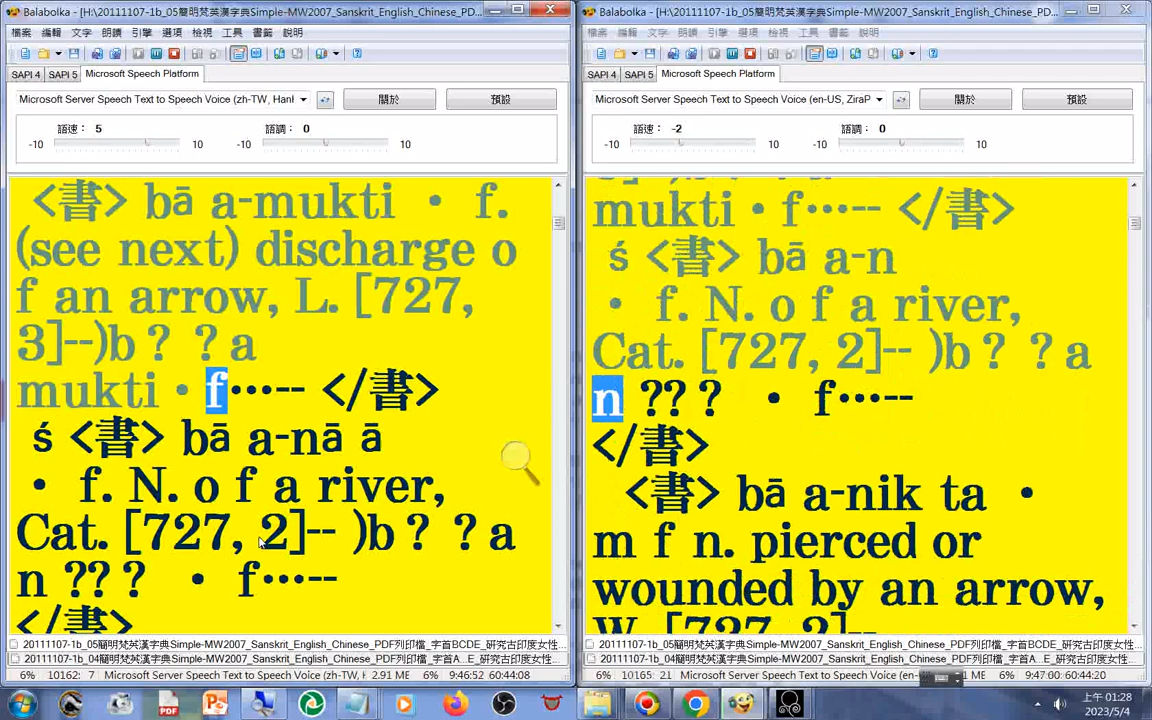 Balabolka - [H:\20111107-1b_05簡明梵英漢字典Simple-MW2007_Sanskrit_English_Chinese_PD...
檔案 編輯 文字 朗讀 引擎 選項 檢視 工具 書籤 說明
SAPI 4 SAPI 5 Microsoft Speech Platform
Microsoft Server Speech Text to Speech Voice (zh-TW, HanI 關於 預設
語速： 5 語調： 0
-10 10 -10 10
<書> bā a-mukti • f.
(see next) discharge o
f an arrow, L. [727,
3]--)b？ ？a
mukti • f…-- </書>
ś <書> bā a-nā ā
• f. N. o f a river,
Cat. [727, 2]-- )b？ ？a
n ??？ • f…--
</書>
20111107-1b_05簡明梵英漢字典Simple-MW2007_Sanskrit_English_Chinese_PDF列印檔_字首BCDE_研究古印度女性...
20111107-1b_04簡明梵英漢字典Simple-MW2007_Sanskrit_English_Chinese_PDF列印檔_字首A...E_研究古印度女性...
6% 10162: 7 Microsoft Server Speech Text to Speech Voice (zh-TW, H 2.91 ME 6% 9:46:52 60:44:08
Balabolka - [H:\20111107-1b_05簡明梵英漢字典Simple-MW2007_Sanskrit_English_Chinese_PD...
檔案 編輯 文字 朗讀 引擎 選項 檢視 工具 書籤 說明
SAPI 4 SAPI 5 Microsoft Speech Platform
Microsoft Server Speech Text to Speech Voice (en-US, ZiraP 關於 預設
語速： -2 語調： 0
-10 10 -10 10
mukti • f…-- </書>
ś <書> bā a-n
• f. N. o f a river,
Cat. [727, 2]-- )b？ ？a
n ??？ • f…--
</書>
<書> bā a-nik ta •
m f n. pierced or
wounded by an arrow,
W. [727, 2]--
20111107-1b_05簡明梵英漢字典Simple-MW2007_Sanskrit_English_Chinese_PDF列印檔_字首BCDE_研究古印度女性...
20111107-1b_04簡明梵英漢字典Simple-MW2007_Sanskrit_English_Chinese_PDF列印檔_字首A...E_研究古印度女性...
6% 10165: 21 Microsoft Server Speech Text to Speech Voice (en-US, ME 6% 9:47:00 60:44:20
上午 01:28
2023/5/4